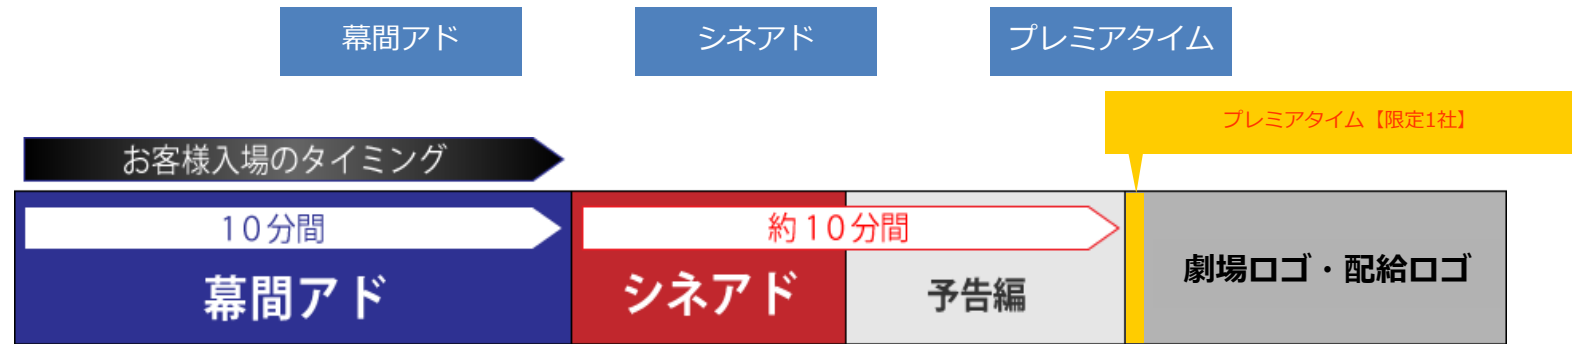 幕間アド
シネアド
プレミアタイム
プレミアタイム【限定1社】
お客様入場のタイミング
10分間
約10分間
幕間アド
シネアド
予告編
劇場ロゴ・配給ロゴ